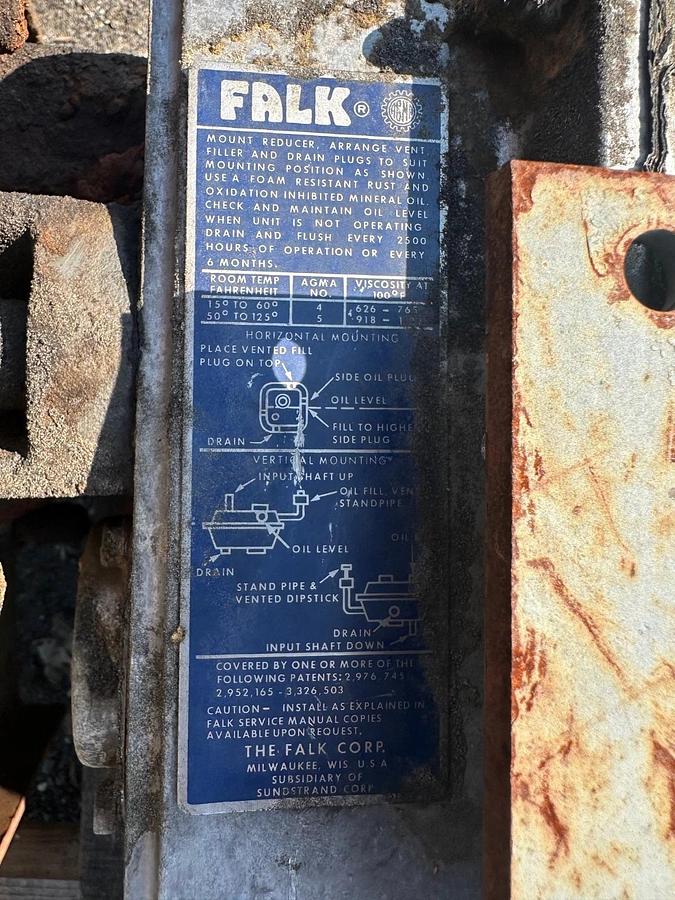 FALK®
MOUNT REDUCER, ARRANGE VENT
FILLER AND DRAIN PLUGS TO SUIT
MOUNTING POSITION AS SHOWN
USE A FOAM RESISTANT RUST AND
OXIDATION INHIBITED MINERAL OIL.
CHECK AND MAINTAIN OIL LEVEL
WHEN UNIT IS NOT OPERATING
DRAIN AND FLUSH EVERY 2500
HOURS OF OPERATION OR EVERY
6 MONTHS.
ROOM TEMP FAHRENHEIT
AGMA NO.
VISCOSITY AT 100°F
15° TO 60° 4 626 –
50° TO 125° 5 918 –
HORIZONTAL MOUNTING
PLACE VENTED FILL
PLUG ON TOP
SIDE OIL PLUG
OIL LEVEL
FILL TO
SIDE PLUG
DRAIN
VERTICAL MOUNTING
INPUT SHAFT UP
OIL FILL,
STANDPIPE
OIL LEVEL
DRAIN
OIL
STAND PIPE &
VENTED DIPSTICK
DRAIN
INPUT SHAFT DOWN
COVERED BY ONE OR MORE OF THE
FOLLOWING PATENTS: 2,976,745
2,952,165 - 3,326,503
CAUTION – INSTALL AS EXPLAINED IN
FALK SERVICE MANUAL COPIES
AVAILABLE UPON REQUEST.
THE FALK CORP.
MILWAUKEE, WIS U.S.A
SUBSIDIARY OF
SUNDSTRAND CORP